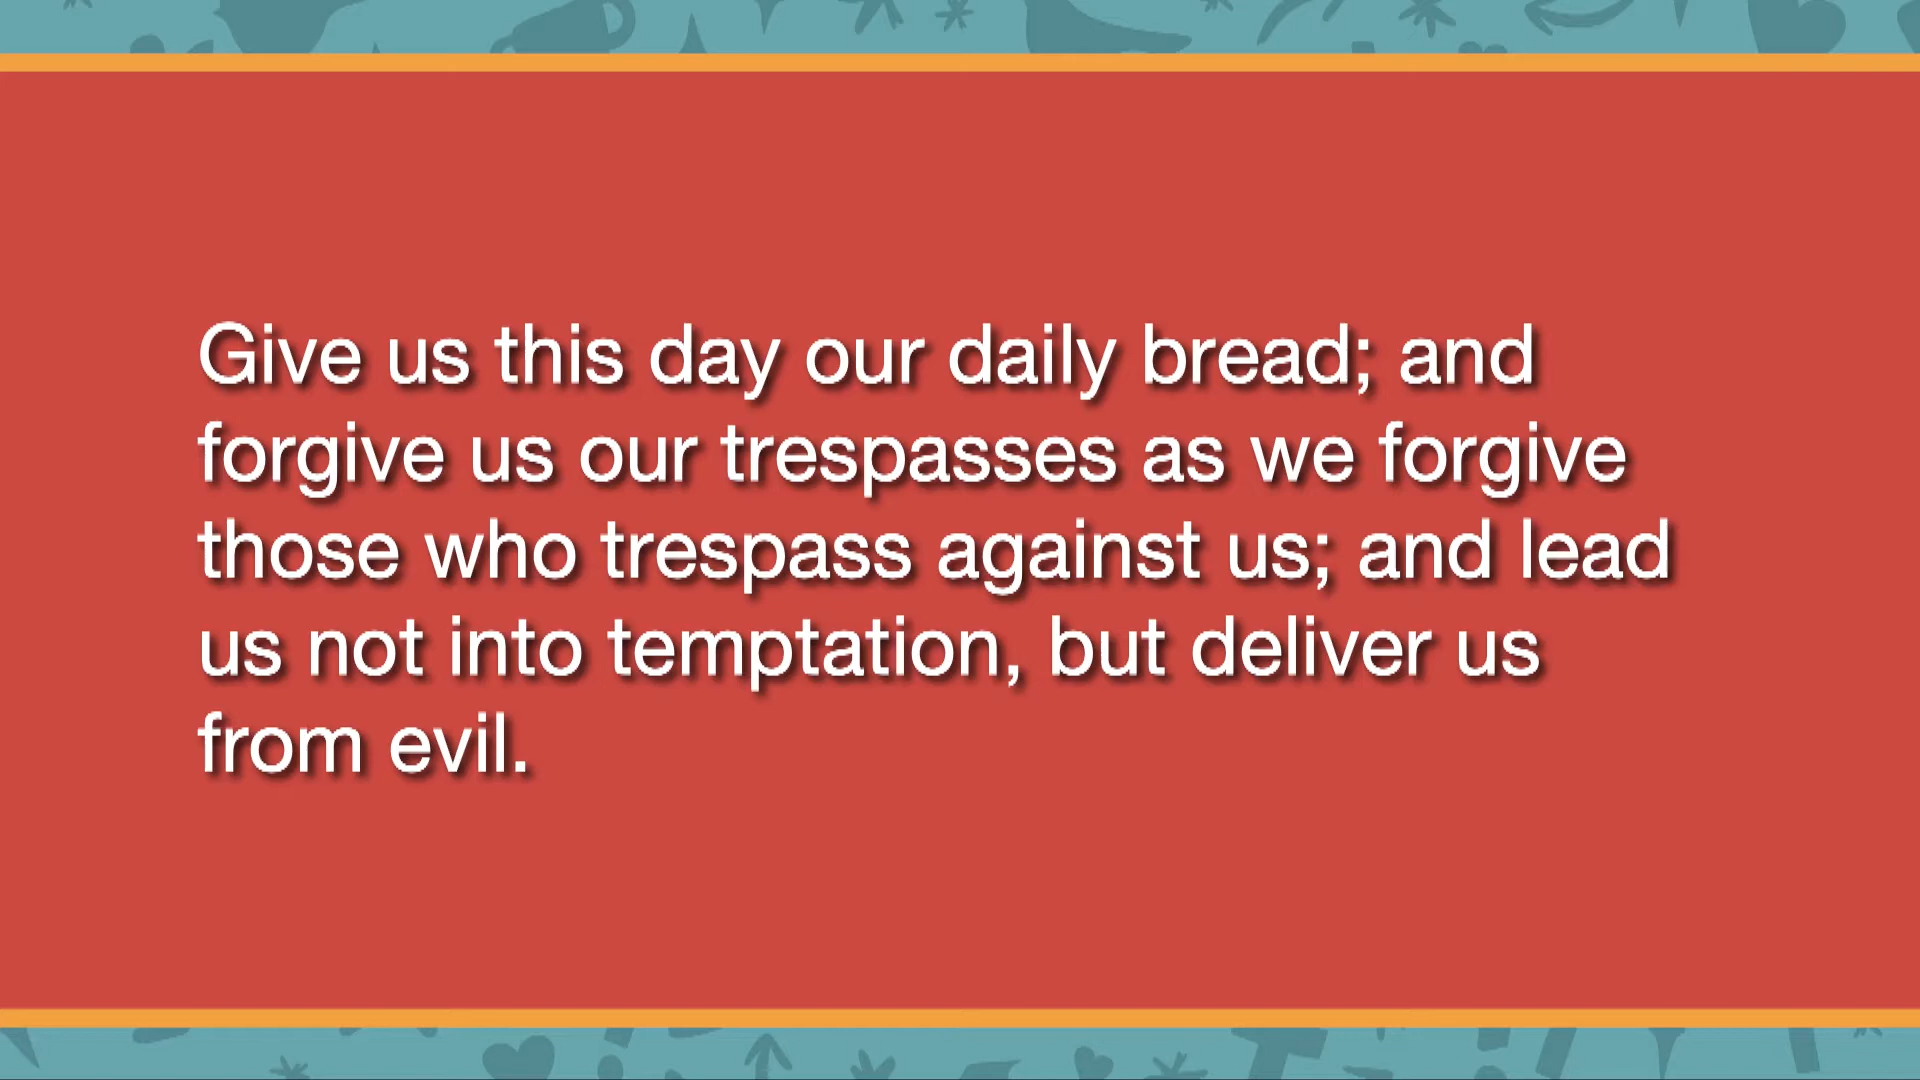 Give us this day our daily bread; and
forgive us our trespasses as we forgive
those who trespass against us; and lead
us not into temptation, but deliver us
from evil.